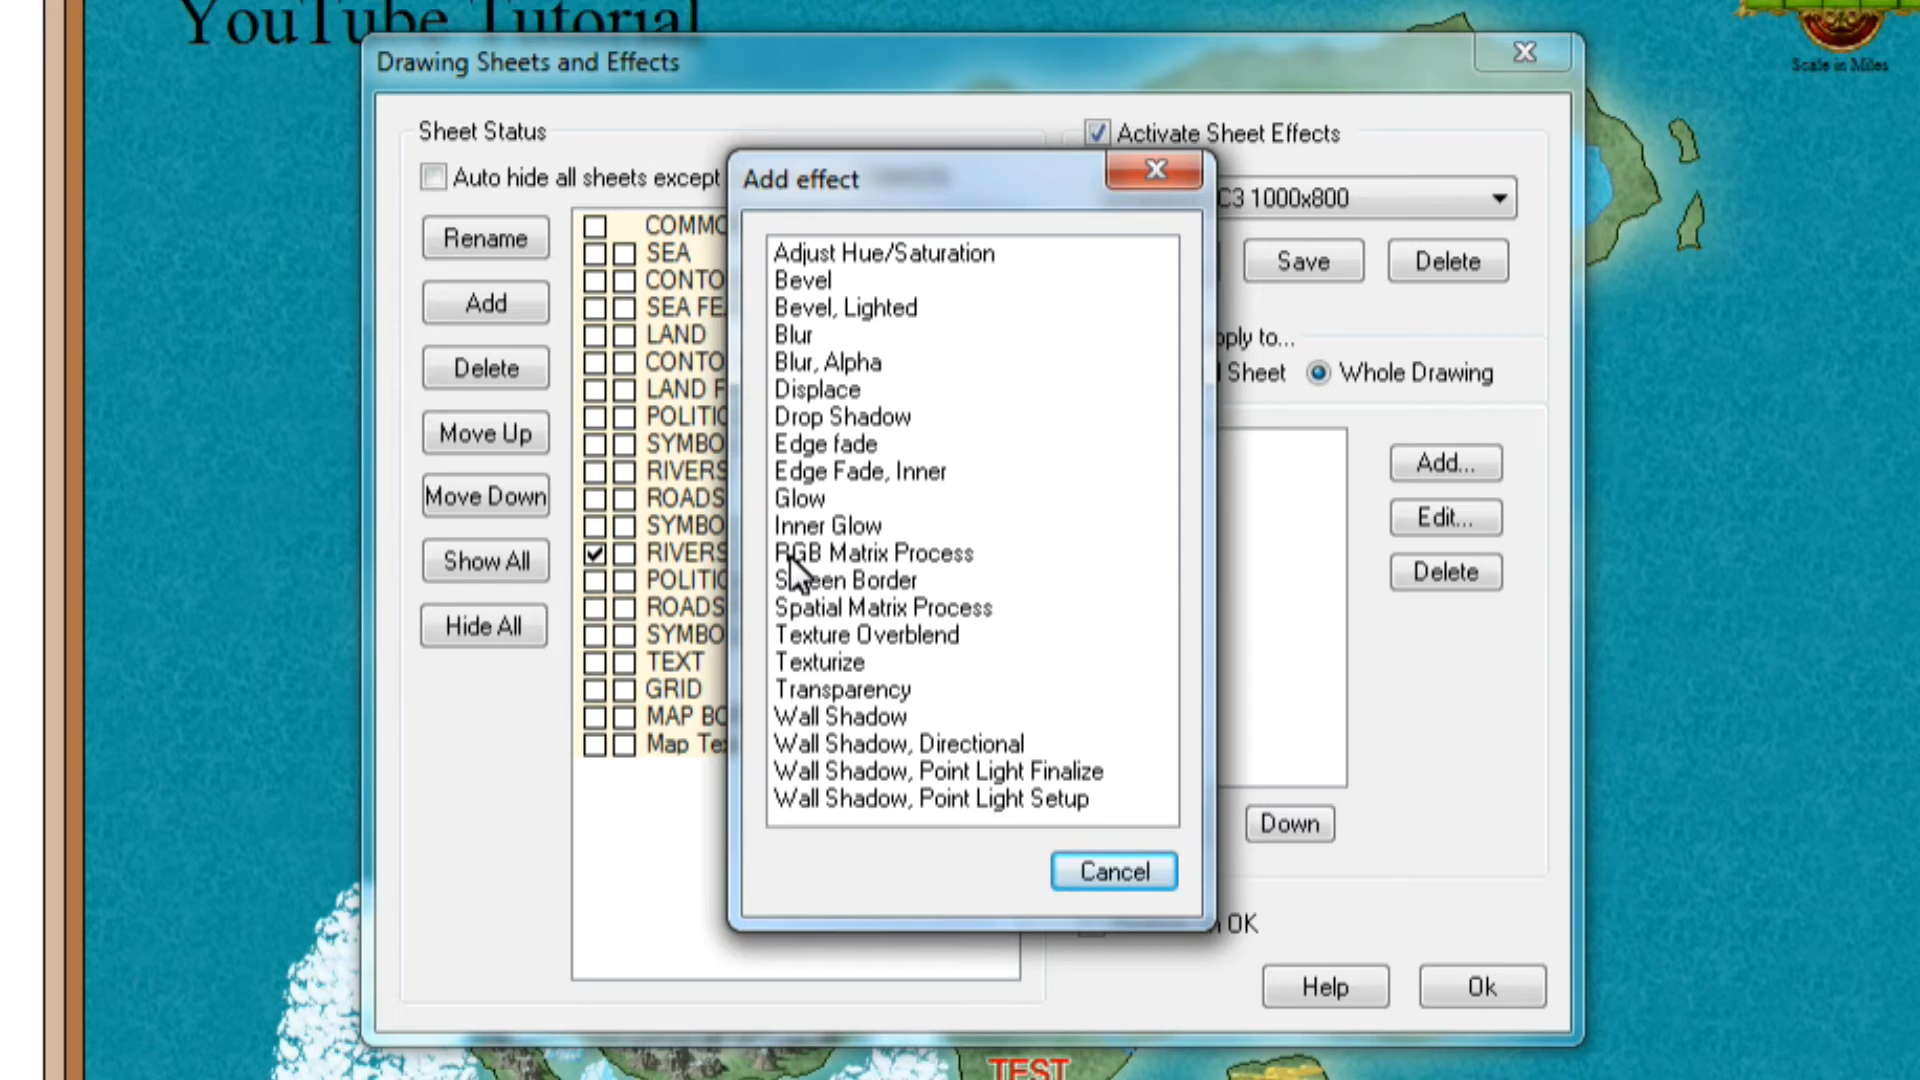 YouTube Tutorial
Scale in Miles
Drawing Sheets and Effects
Sheet Status
Activate Sheet Effects
Auto hide all sheets except
Add effect
C3 1000x800
Rename
Add
Delete
Move Up
Move Down
Show All
Hide All
COMMO
SEA
CONTO
SEA FE
LAND
CONTO
LAND F
POLITIC
SYMBO
RIVERS
ROADS
SYMBO
RIVERS
POLITIC
ROADS
SYMBO
TEXT
GRID
MAP BO
Map Te
Adjust Hue/Saturation
Bevel
Bevel, Lighted
Blur
Blur, Alpha
Displace
Drop Shadow
Edge fade
Edge Fade, Inner
Glow
Inner Glow
RGB Matrix Process
Screen Border
Spatial Matrix Process
Texture Overblend
Texturize
Transparency
Wall Shadow
Wall Shadow, Directional
Wall Shadow, Point Light Finalize
Wall Shadow, Point Light Setup
Cancel
Save
Delete
pply to...
Sheet
Whole Drawing
Add...
Edit...
Delete
Down
OK
Help
Ok
TEST